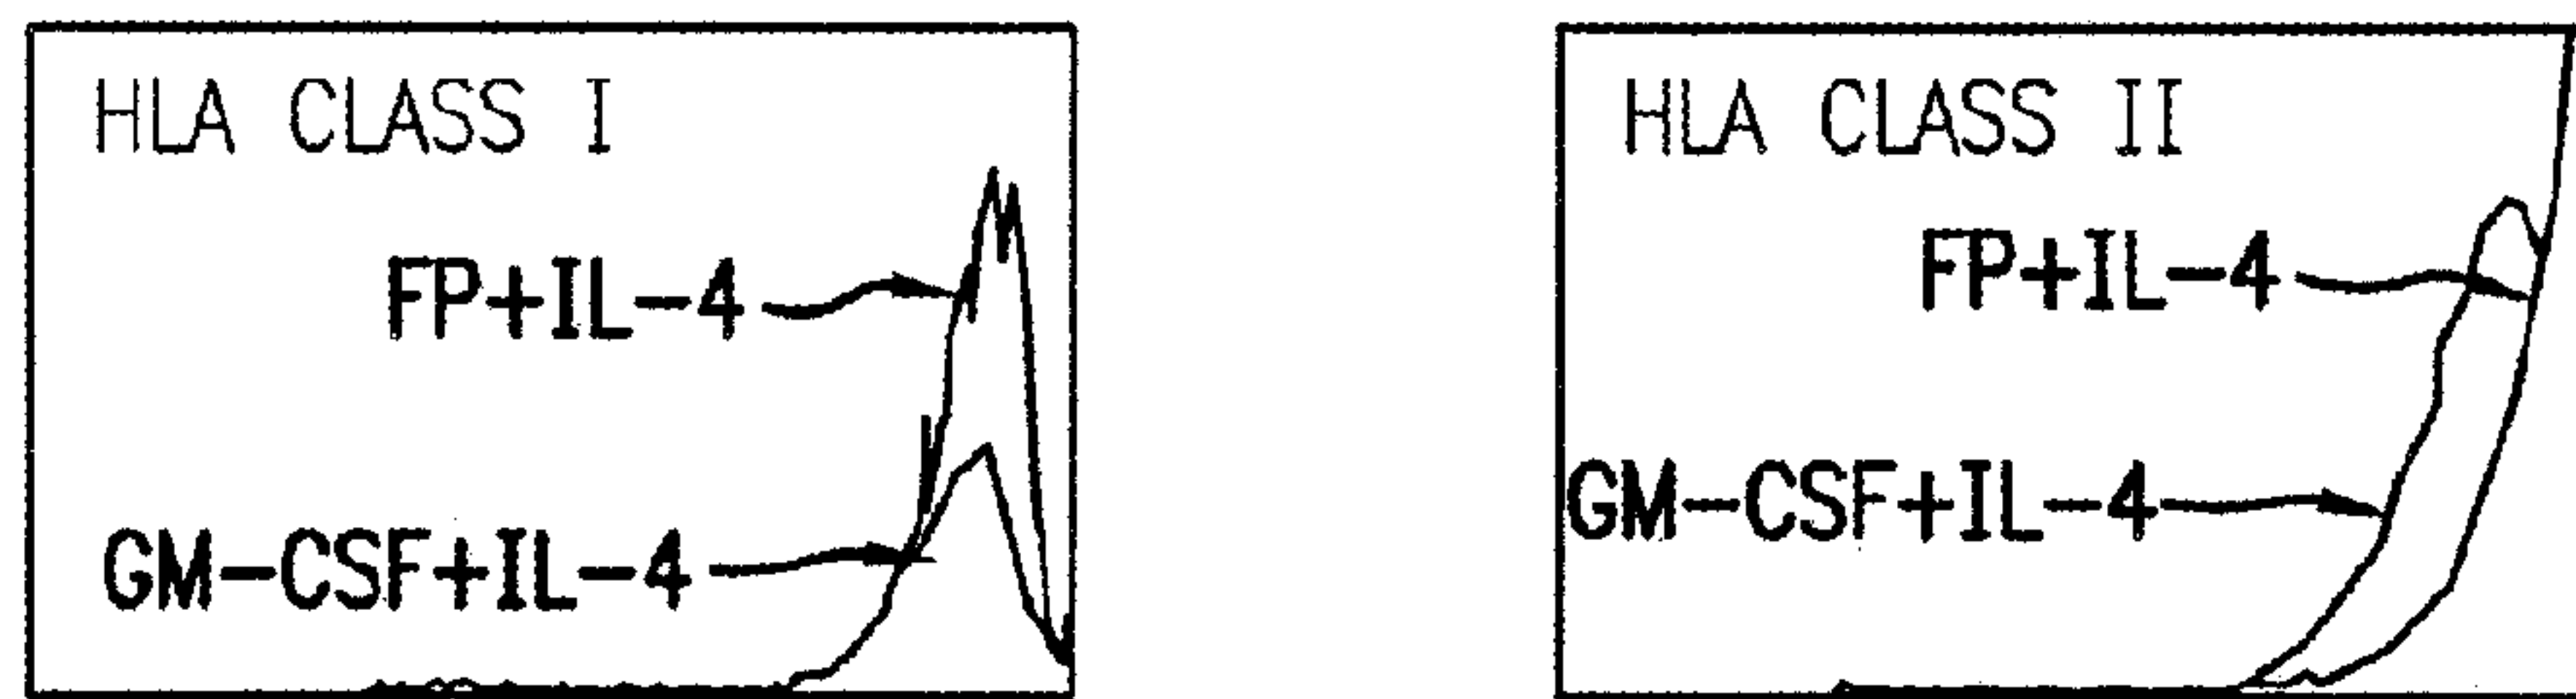 HLA CLASS I
FP+IL-4
GM-CSF+IL-4
HLA CLASS II
FP+IL-4
GM-CSF+IL-4